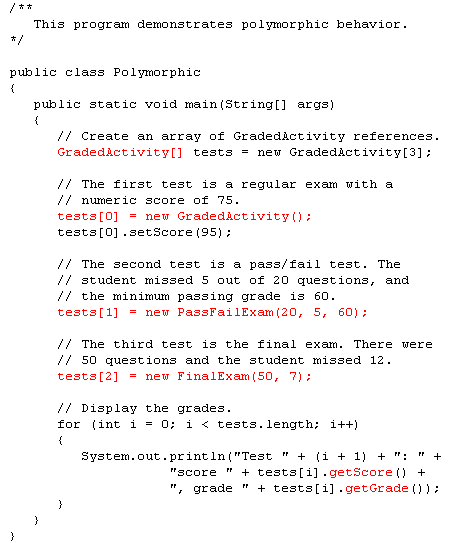 /**
   This program demonstrates polymorphic behavior.
*/

public class Polymorphic
{
   public static void main(String[] args)
   {
      // Create an array of GradedActivity references.
      GradedActivity[] tests = new GradedActivity[3];

      // The first test is a regular exam with a
      // numeric score of 75.
      tests[0] = new GradedActivity();
      tests[0].setScore(95);

      // The second test is a pass/fail test. The
      // student missed 5 out of 20 questions, and
      // the minimum passing grade is 60.
      tests[1] = new PassFailExam(20, 5, 60);

      // The third test is the final exam. There were
      // 50 questions and the student missed 12.
      tests[2] = new FinalExam(50, 7);

      // Display the grades.
      for (int i = 0; i < tests.length; i++)
      {
         System.out.println("Test " + (i + 1) + ": " +
                    "score " + tests[i].getScore() +
                    ", grade " + tests[i].getGrade());
      }
   }
}